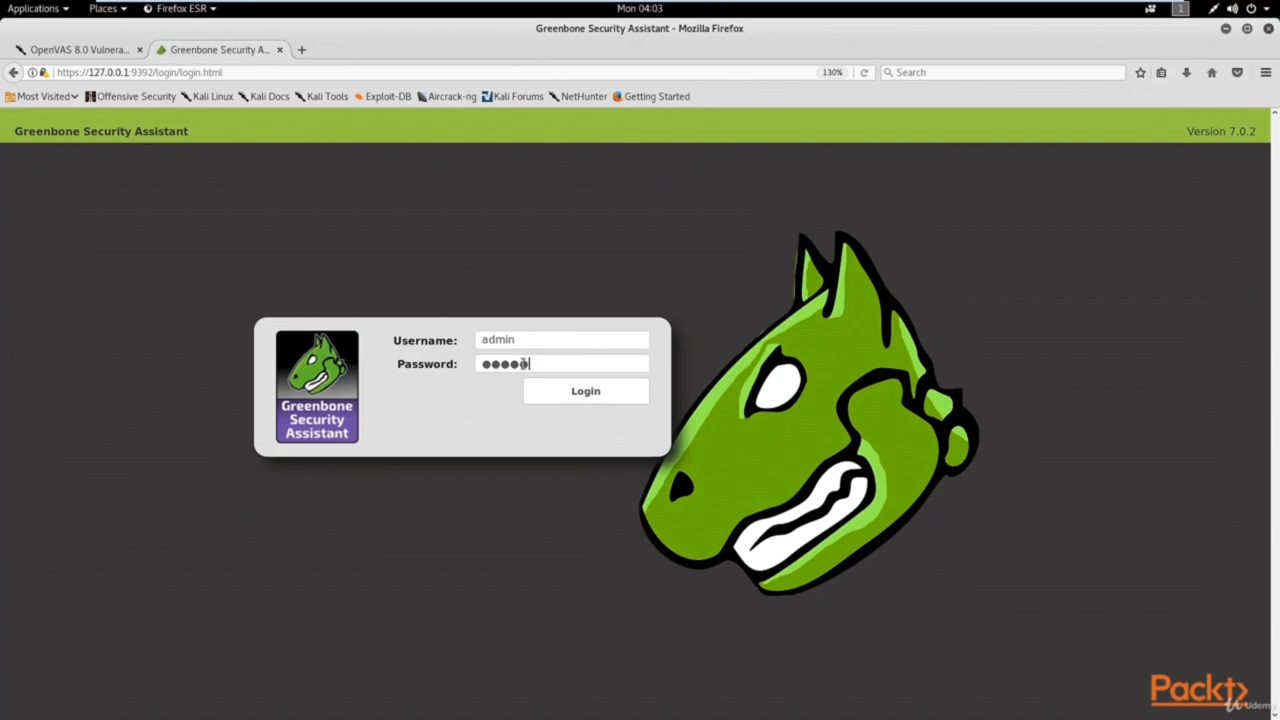 Applications Places Firefox ESR Mon 04:03 1
Greenbone Security Assistant - Mozilla Firefox
OpenVAS 8.0 Vulnera... Greenbone Security A...
https://127.0.0.1:9392/login/login.html 130% Search
Most Visited Offensive Security Kali Linux Kali Docs Kali Tools Exploit-DB Aircrack-ng Kali Forums NetHunter Getting Started
Greenbone Security Assistant Version 7.0.2
Username: admin
Password: ●●●●●
Login
Greenbone
Security
Assistant
Packt>
Udemy